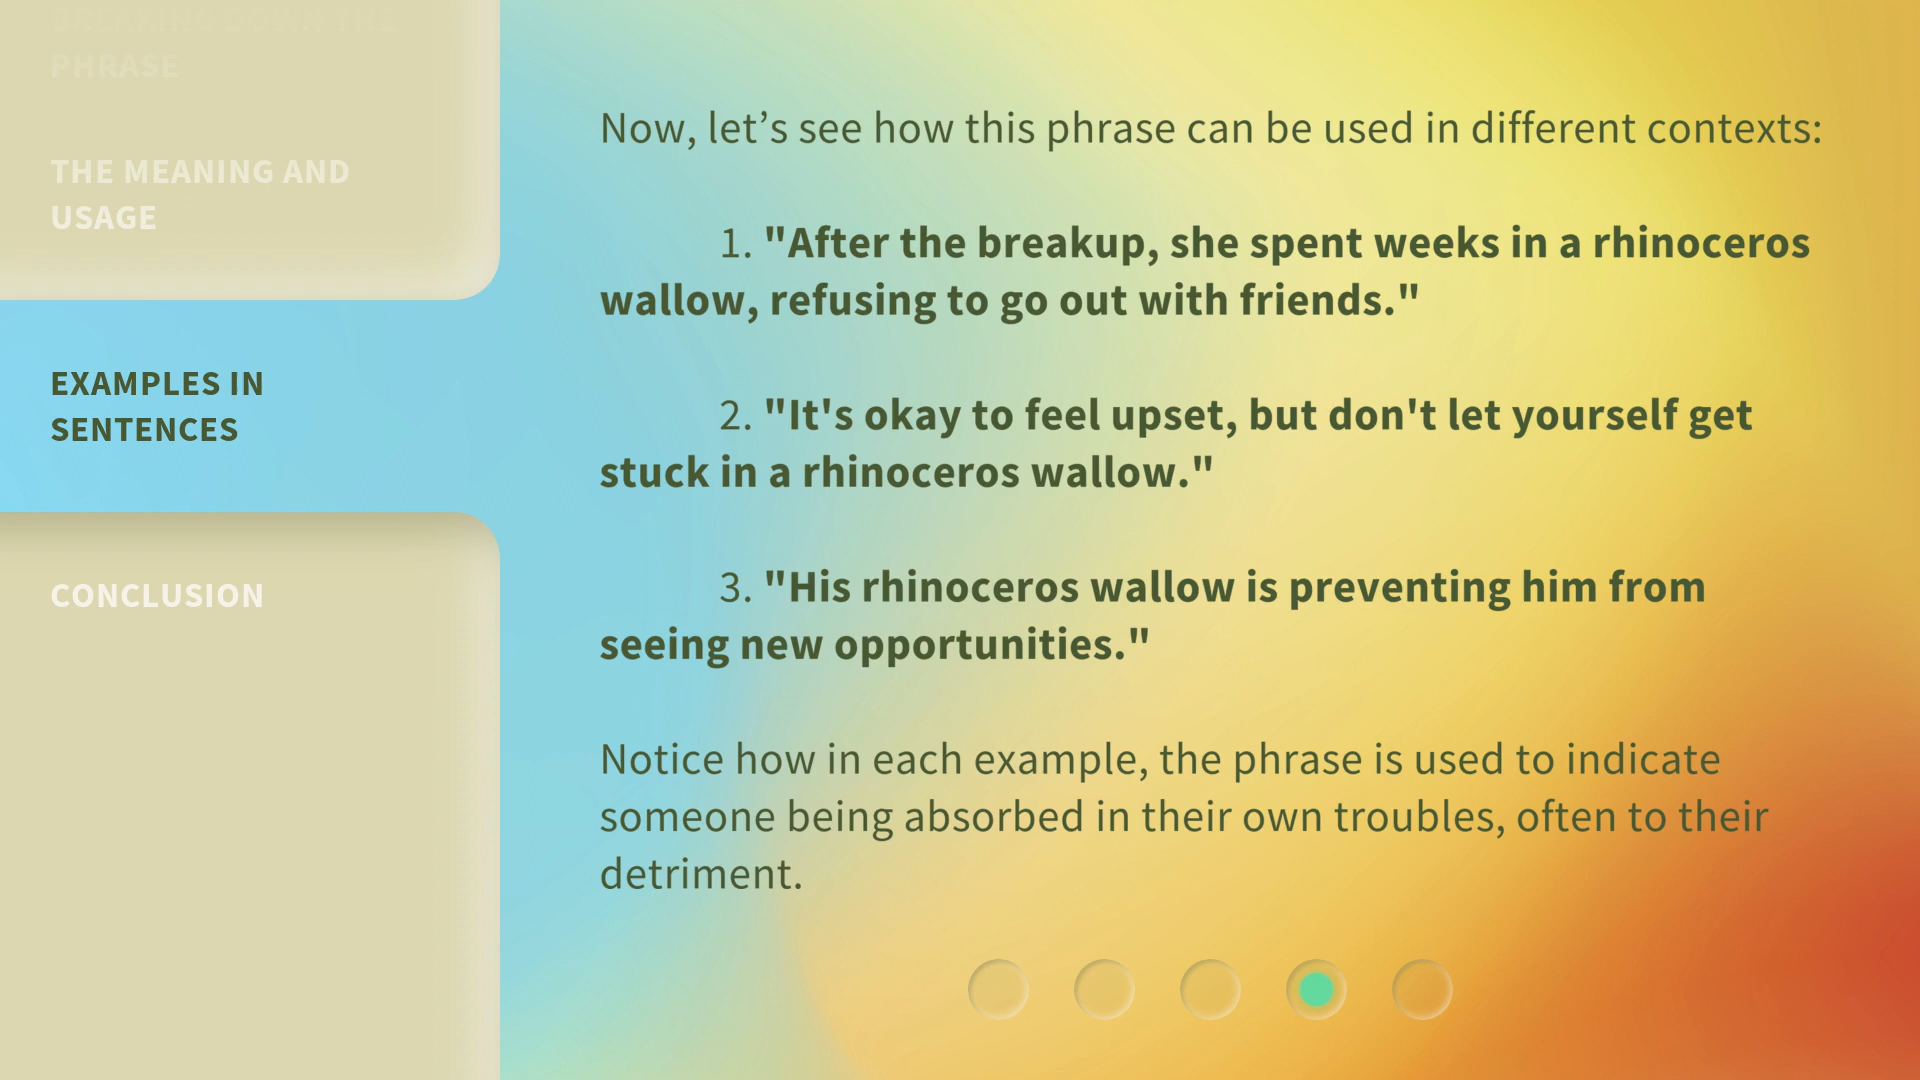 BREAKING DOWN THE
PHRASE
THE MEANING AND
USAGE
EXAMPLES IN
SENTENCES
CONCLUSION
Now, let’s see how this phrase can be used in different contexts:
1. "After the breakup, she spent weeks in a rhinoceros
wallow, refusing to go out with friends."
2. "It's okay to feel upset, but don't let yourself get
stuck in a rhinoceros wallow."
3. "His rhinoceros wallow is preventing him from
seeing new opportunities."
Notice how in each example, the phrase is used to indicate
someone being absorbed in their own troubles, often to their
detriment.